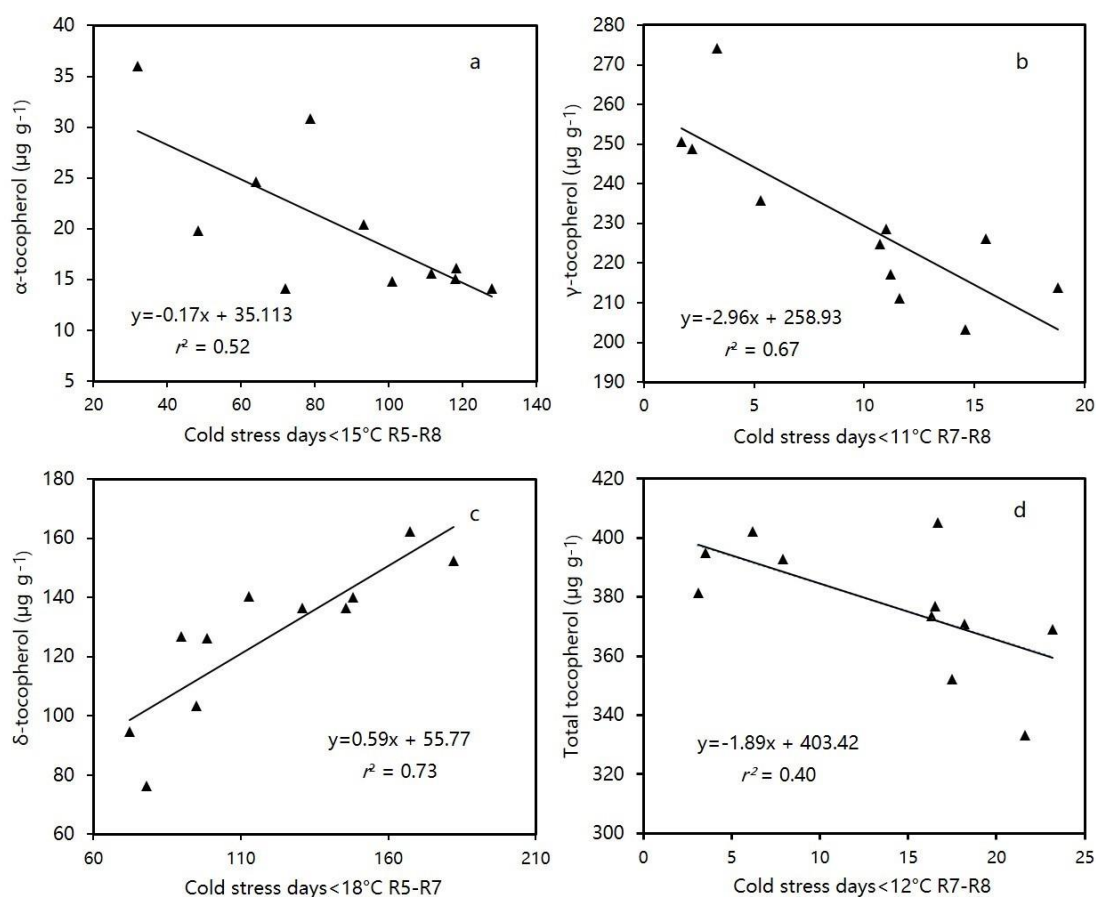 a
α-tocopherol (µg g-1)
40
35
30
25
20
15
10
5
y=-0.17x + 35.113
r² = 0.52
20 40 60 80 100 120 140
Cold stress days<15°C R5-R8
b
γ-tocopherol (µg g-1)
280
270
260
250
240
230
220
210
200
190
y=-2.96x + 258.93
r² = 0.67
0 5 10 15 20
Cold stress days<11°C R7-R8
c
δ-tocopherol (µg g-1)
180
160
140
120
100
80
60
y=0.59x + 55.77
r² = 0.73
60 110 160 210
Cold stress days<18°C R5-R7
d
Total tocopherol (µg g-1)
420
400
380
360
340
320
300
y=-1.89x + 403.42
r² = 0.40
0 5 10 15 20 25
Cold stress days<12°C R7-R8